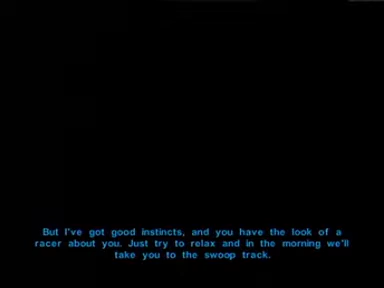 But I've got good instincts, and you have the look of a
racer about you. Just try to relax and in the morning we'll
take you to the swoop track.